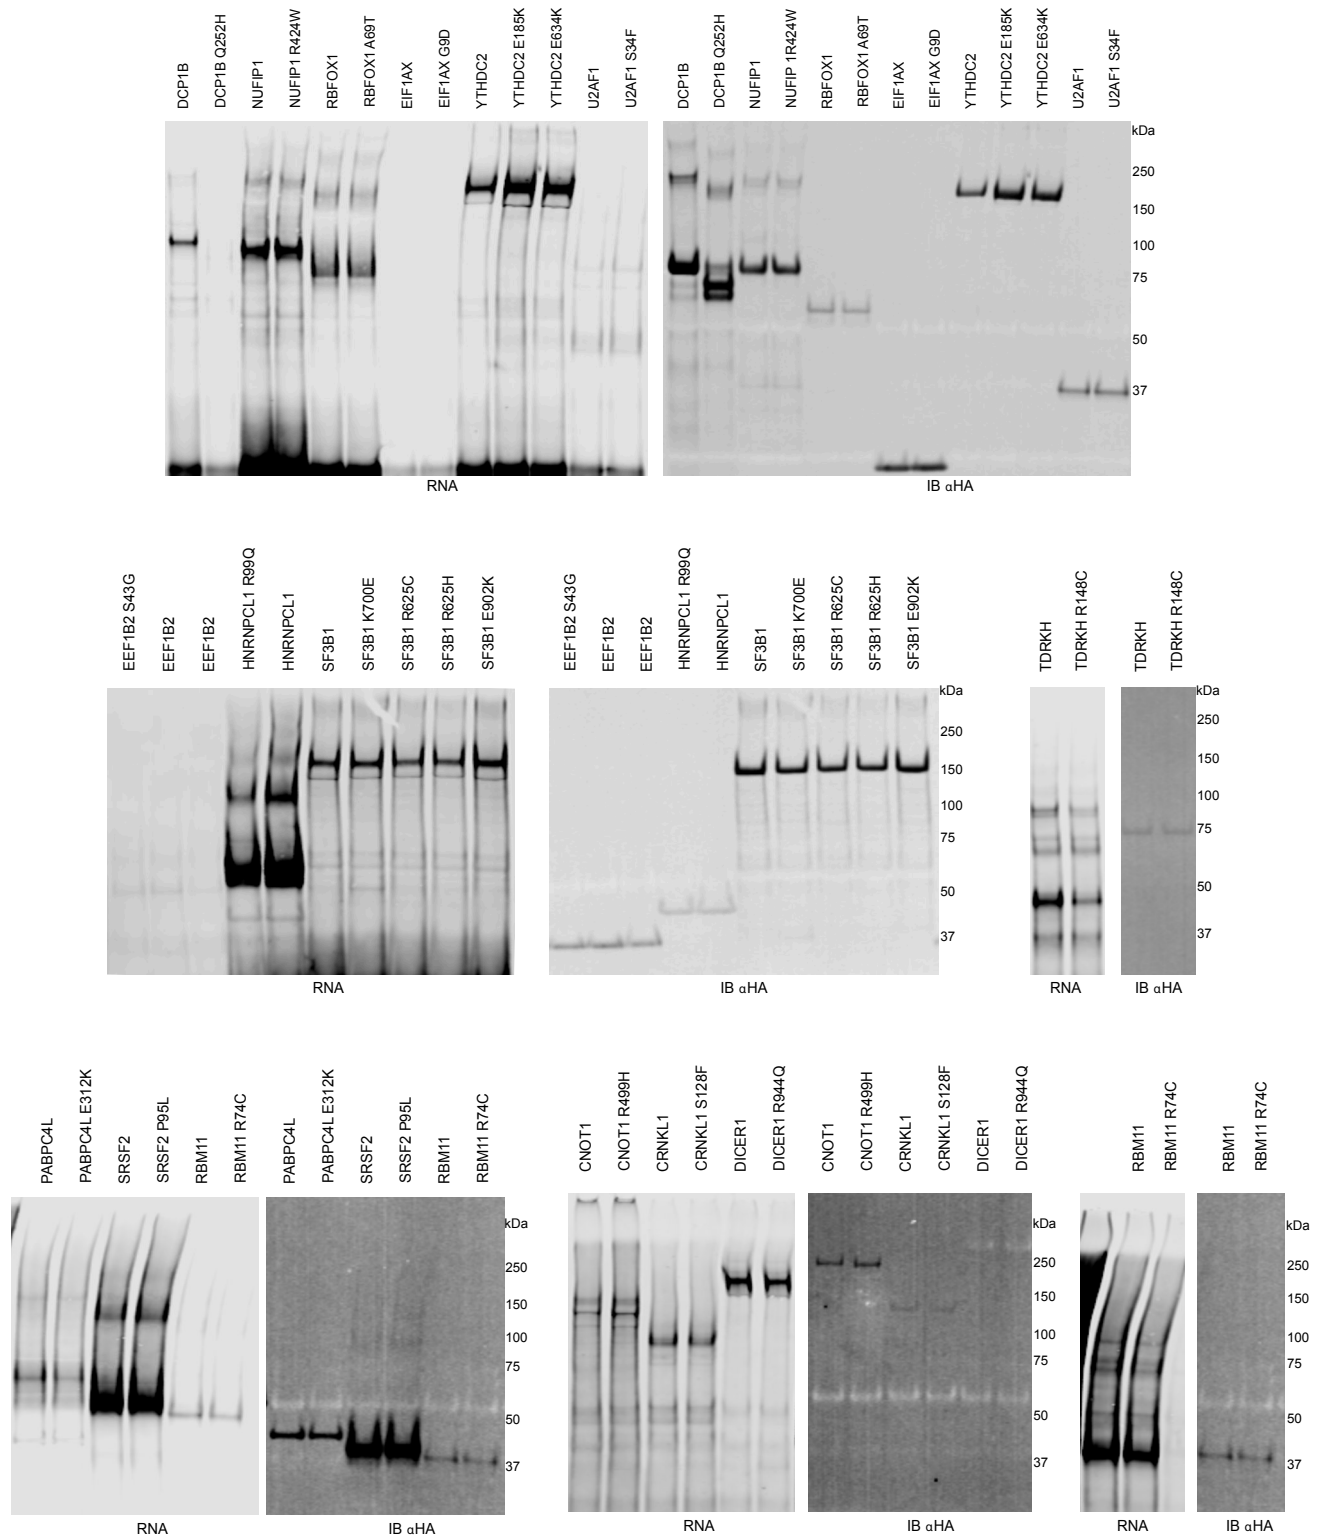 DCP1B
DCP1B Q252H
NUFIP1
NUFIP1 R424W
RBFOX1
RBFOX1 A69T
EIF1AX
EIF1AX G9D
YTHDC2
YTHDC2 E185K
YTHDC2 E634K
U2AF1
U2AF1 S34F
DCP1B
DCP1B Q252H
NUFIP1
NUFIP 1R424W
RBFOX1
RBFOX1 A69T
EIF1AX
EIF1AX G9D
YTHDC2
YTHDC2 E185K
YTHDC2 E634K
U2AF1
U2AF1 S34F
kDa
250
150
100
75
50
37
RNA
IB αHA
EEF1B2 S43G
EEF1B2
EEF1B2
HNRNPCL1 R99Q
HNRNPCL1
SF3B1
SF3B1 K700E
SF3B1 R625C
SF3B1 R625H
SF3B1 E902K
EEF1B2 S43G
EEF1B2
EEF1B2
HNRNPCL1 R99Q
HNRNPCL1
SF3B1
SF3B1 K700E
SF3B1 R625C
SF3B1 R625H
SF3B1 E902K
kDa
250
150
100
75
50
37
RNA
IB αHA
TDRKH
TDRKH R148C
TDRKH
TDRKH R148C
kDa
250
150
100
75
50
37
RNA
IB αHA
PABPC4L
PABPC4L E312K
SRSF2
SRSF2 P95L
RBM11
RBM11 R74C
PABPC4L
PABPC4L E312K
SRSF2
SRSF2 P95L
RBM11
RBM11 R74C
kDa
250
150
100
75
50
37
RNA
IB αHA
CNOT1
CNOT1 R499H
CRNKL1
CRNKL1 S128F
DICER1
DICER1 R944Q
CNOT1
CNOT1 R499H
CRNKL1
CRNKL1 S128F
DICER1
DICER1 R944Q
kDa
250
150
100
75
50
37
RNA
IB αHA
RBM11
RBM11 R74C
RBM11
RBM11 R74C
kDa
250
150
100
75
50
37
RNA
IB αHA